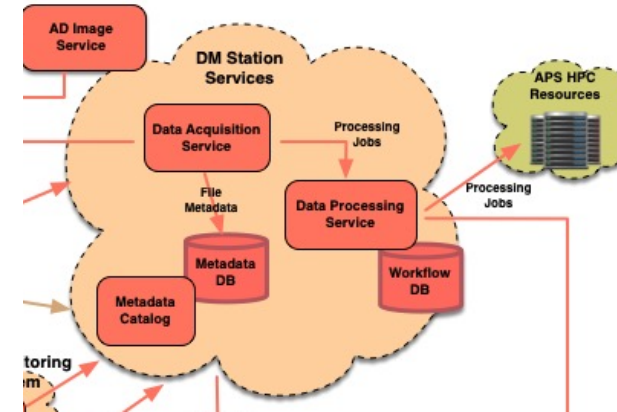 AD Image
Service
DM Station
Services
APS HPC
Resources
Data Acquisition
Service
Processing
Jobs
File
Metadata
Data Processing
Service
Processing
Jobs
Metadata
DB
Workflow
DB
Metadata
Catalog
toring
em